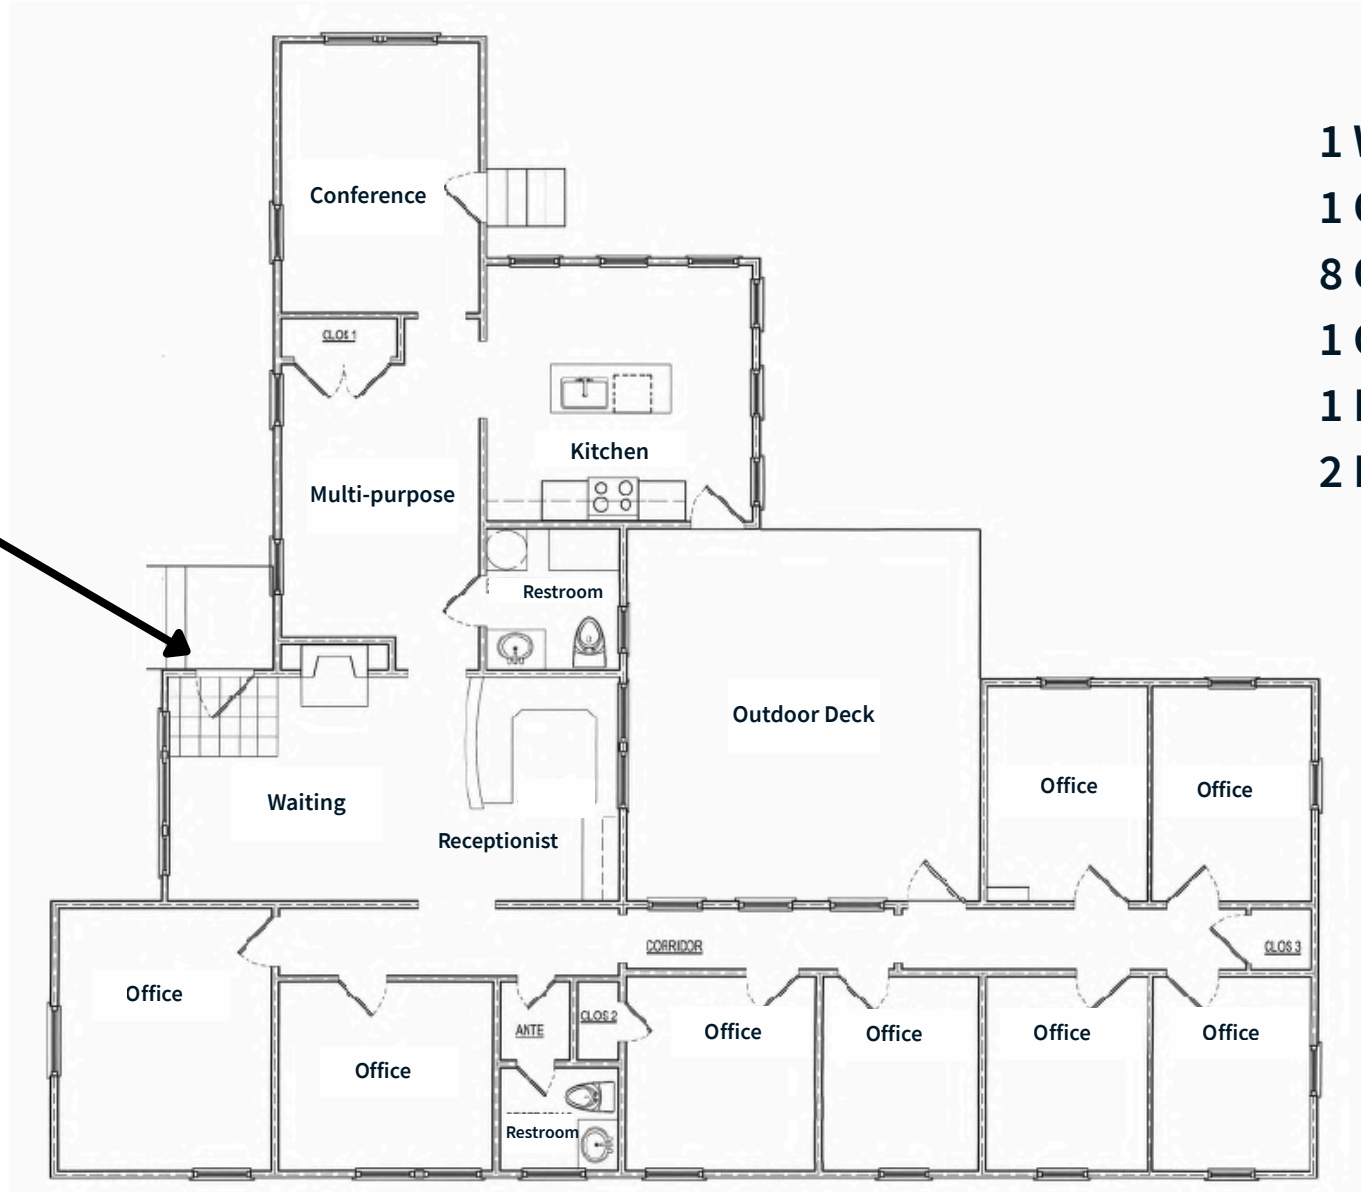 Conference
CLOS 1
Kitchen
Multi-purpose
Restroom
Outdoor Deck
Waiting
Receptionist
Office
Office
CORRIDOR
CLOS 3
Office
Office
ANTE
CLOS 2
Restroom
Office
Office
Office
Office
1
1
8
1
1
2